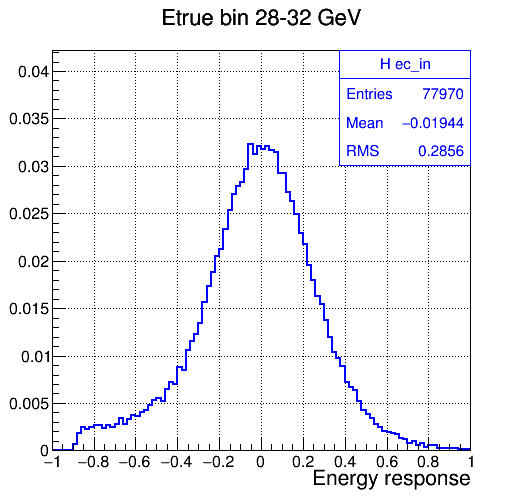 Etrue bin 28-32 GeV
H ec_in
Entries 77970
Mean −0.01944
RMS 0.2856
0.04
0.035
0.03
0.025
0.02
0.015
0.01
0.005
0
−1 −0.8 −0.6 −0.4 −0.2 0 0.2 0.4 0.6 0.8 1
Energy response